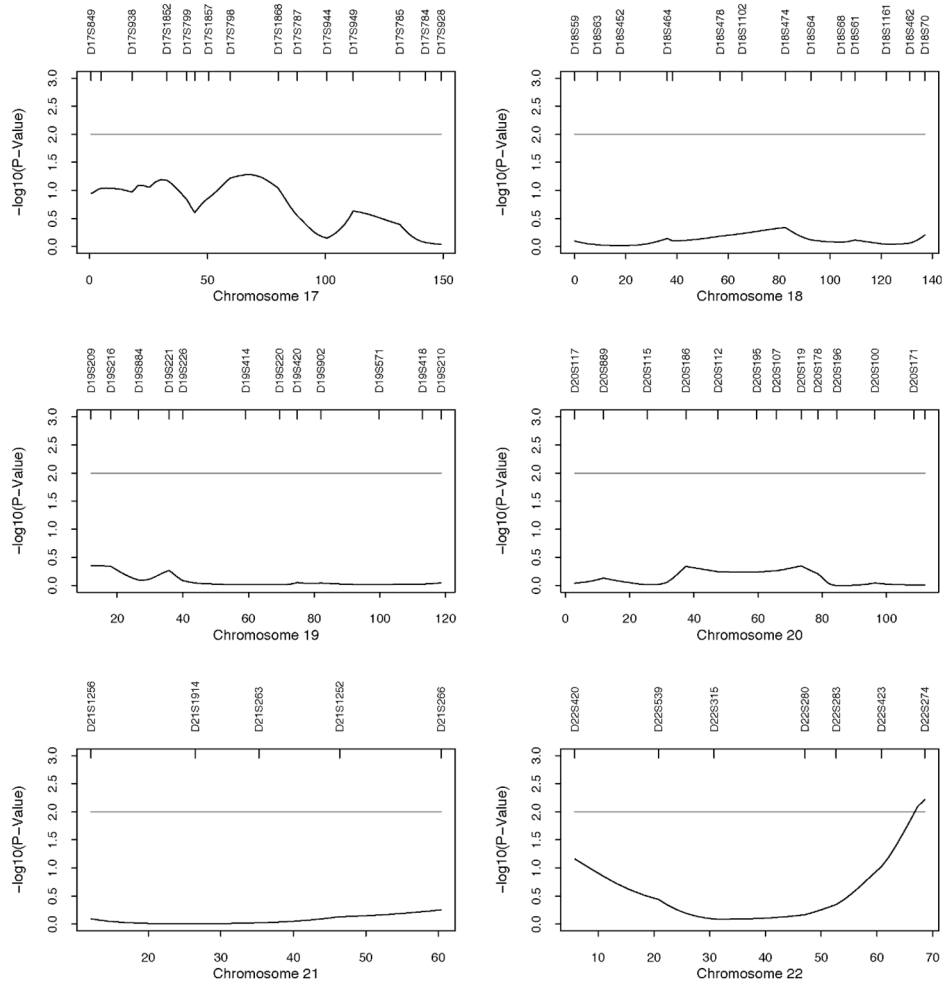 D17S849 D17S938 D17S1852 D17S799 D17S1857 D17S798 D17S1868 D17S787 D17S944 D17S949 D17S785 D17S784 D17S928
-log10(P-Value)
3.0
2.5
2.0
1.5
1.0
0.5
0.0
0 50 100 150
Chromosome 17
D18S59 D18S63 D18S452 D18S464 D18S478 D18S1102 D18S474 D18S64 D18S68 D18S61 D18S1161 D18S462 D18S70
-log10(P-Value)
3.0
2.5
2.0
1.5
1.0
0.5
0.0
0 20 40 60 80 100 120 140
Chromosome 18
D19S209 D19S216 D19S884 D19S221 D19S226 D19S414 D19S220 D19S420 D19S902 D19S571 D19S418 D19S210
-log10(P-Value)
3.0
2.5
2.0
1.5
1.0
0.5
0.0
20 40 60 80 100 120
Chromosome 19
D20S117 D20S889 D20S115 D20S186 D20S112 D20S195 D20S107 D20S119 D20S178 D20S196 D20S100 D20S171
-log10(P-Value)
3.0
2.5
2.0
1.5
1.0
0.5
0.0
0 20 40 60 80 100
Chromosome 20
D21S1256 D21S1914 D21S263 D21S1252 D21S266
-log10(P-Value)
3.0
2.5
2.0
1.5
1.0
0.5
0.0
20 30 40 50 60
Chromosome 21
D22S420 D22S539 D22S315 D22S280 D22S283 D22S423 D22S274
-log10(P-Value)
3.0
2.5
2.0
1.5
1.0
0.5
0.0
10 20 30 40 50 60 70
Chromosome 22